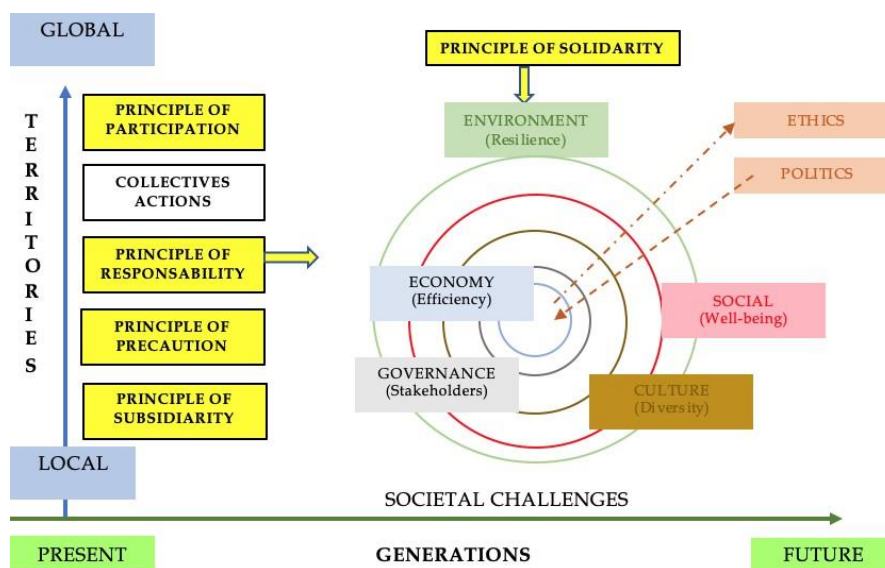 GLOBAL
PRINCIPLE OF SOLIDARITY
TERRITORIES
PRINCIPLE OF
PARTICIPATION
ENVIRONMENT
(Resilience)
ETHICS
COLLECTIVES
ACTIONS
POLITICS
PRINCIPLE OF
RESPONSABILITY
ECONOMY
(Efficiency)
SOCIAL
(Well-being)
PRINCIPLE OF
PRECAUTION
GOVERNANCE
(Stakeholders)
CULTURE
(Diversity)
PRINCIPLE OF
SUBSIDIARITY
LOCAL
SOCIETAL CHALLENGES
PRESENT
GENERATIONS
FUTURE